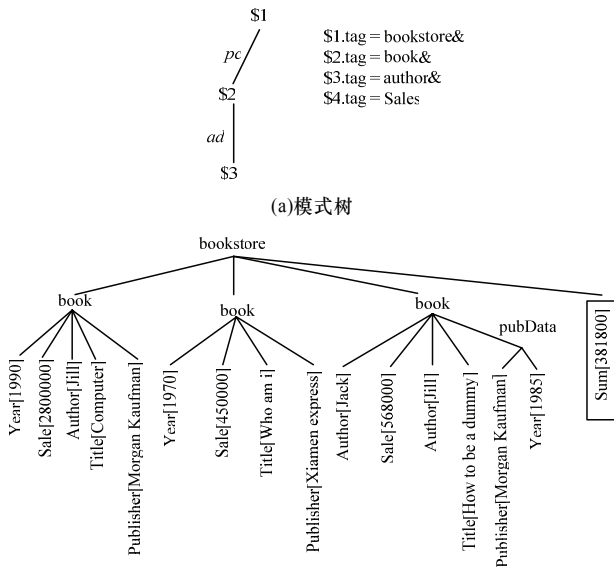 $1
$1.tag = bookstore&
pc
$2.tag = book&
$3.tag = author&
$2
$4.tag = Sales
ad
$3
(a)模式树
bookstore
book
book
book
pubData
Year[1990]
Sale[2800000]
Author[Jill]
Title[Computer]
Publisher[Morgan Kaufman]
Year[1970]
Sale[450000]
Title[Who am i]
Publisher[Xiamen express]
Author[Jack]
Sale[568000]
Author[Jill]
Title[How to be a dummy]
Publisher[Morgan Kaufman]
Year[1985]
Sum[381800]